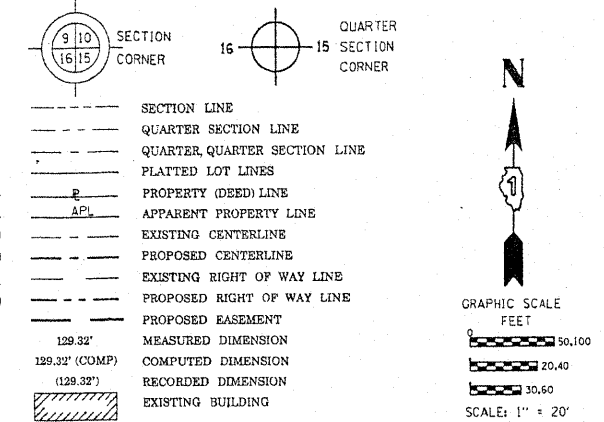 9 10
16 15
SECTION
CORNER
16
15
QUARTER
SECTION
CORNER
SECTION LINE
QUARTER SECTION LINE
QUARTER, QUARTER SECTION LINE
PLATTED LOT LINES
PL PROPERTY (DEED) LINE
APL APPARENT PROPERTY LINE
EXISTING CENTERLINE
PROPOSED CENTERLINE
EXISTING RIGHT OF WAY LINE
PROPOSED RIGHT OF WAY LINE
PROPOSED EASEMENT
129.32' MEASURED DIMENSION
129.32' (COMP) COMPUTED DIMENSION
(129.32') RECORDED DIMENSION
EXISTING BUILDING
N
1
GRAPHIC SCALE
FEET
0
50,100
20,40
30,60
SCALE: 1" = 20'